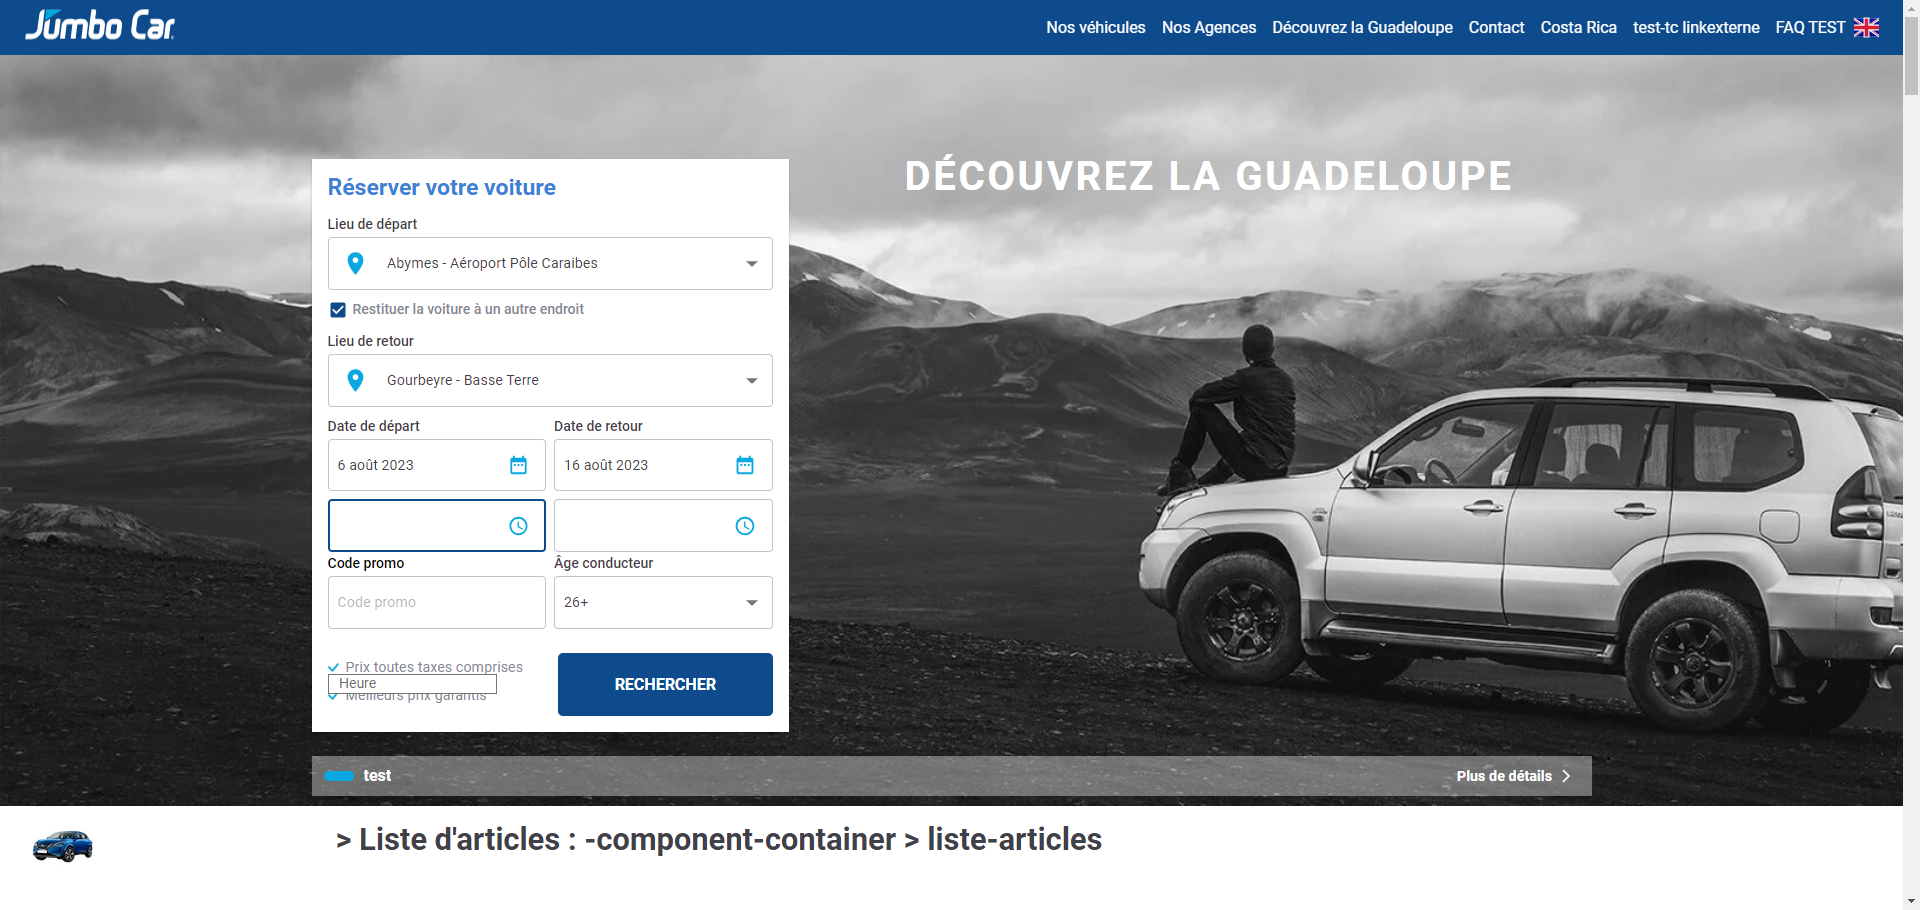 Jumbo Car
Nos véhicules Nos Agences Découvrez la Guadeloupe Contact Costa Rica test-tc linkexterne FAQ TEST
DÉCOUVREZ LA GUADELOUPE
Réserver votre voiture
Lieu de départ
Abymes - Aéroport Pôle Caraibes
Restituer la voiture à un autre endroit
Lieu de retour
Gourbeyre - Basse Terre
Date de départ Date de retour
6 août 2023 16 août 2023
Code promo Âge conducteur
Code promo 26+
Prix toutes taxes comprises
Heure
Meilleurs prix garantis
RECHERCHER
test Plus de détails
> Liste d'articles : -component-container > liste-articles